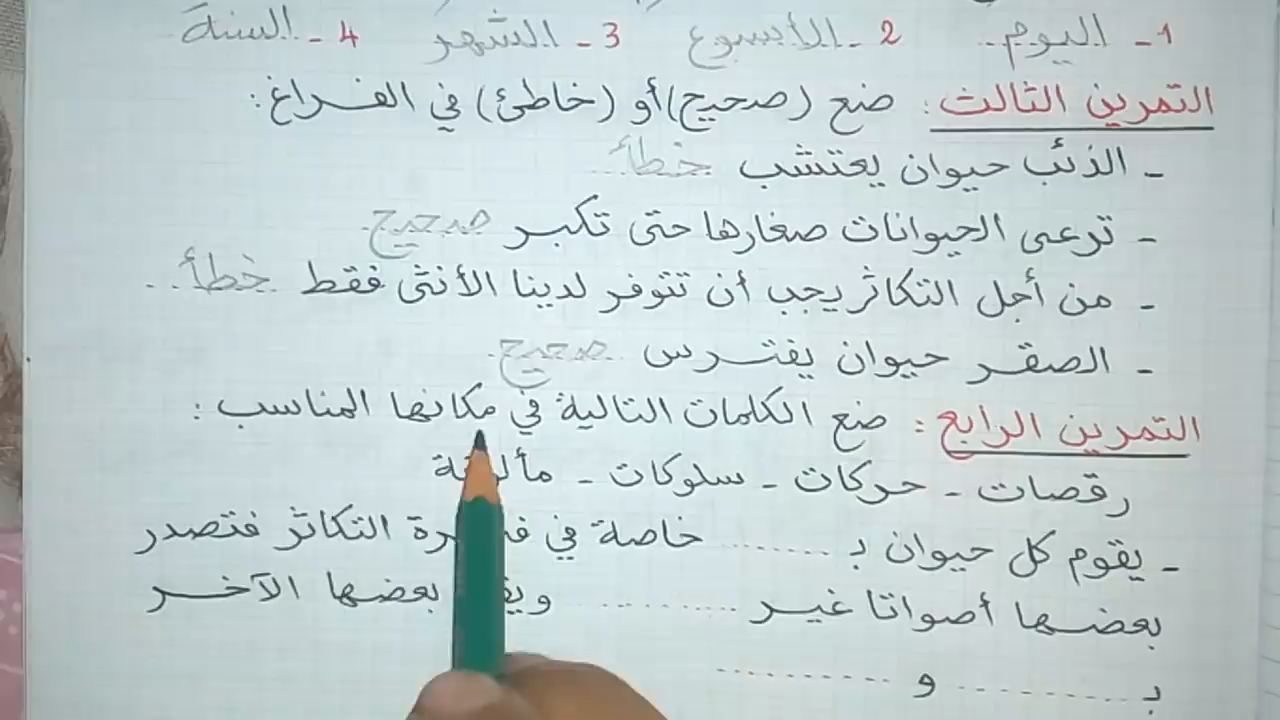 1- اليوم.. 2- الأسبوع 3- الشهر 4- السنة
التمرين الثالث: ضع (صحيح) أو (خاطئ) في الفراغ:
- الذئب حيوان يعتشب خطأ...
- ترعى الحيوانات صغارها حتى تكبر صحيح.
- من أجل التكاثر يجب أن تتوفر لدينا الأنثى فقط خطأ...
- الصقر حيوان يفترس صحيح.
التمرين الرابع: ضع الكلمات التالية في مكانها المناسب:
رقصات - حركات - سلوكات -
- يقوم كل حيوان بـ ........ خاصة في التكاثر فتصدر
بعضها أصواتا غير .......... بعضها الآخر
بـ ............ و ............